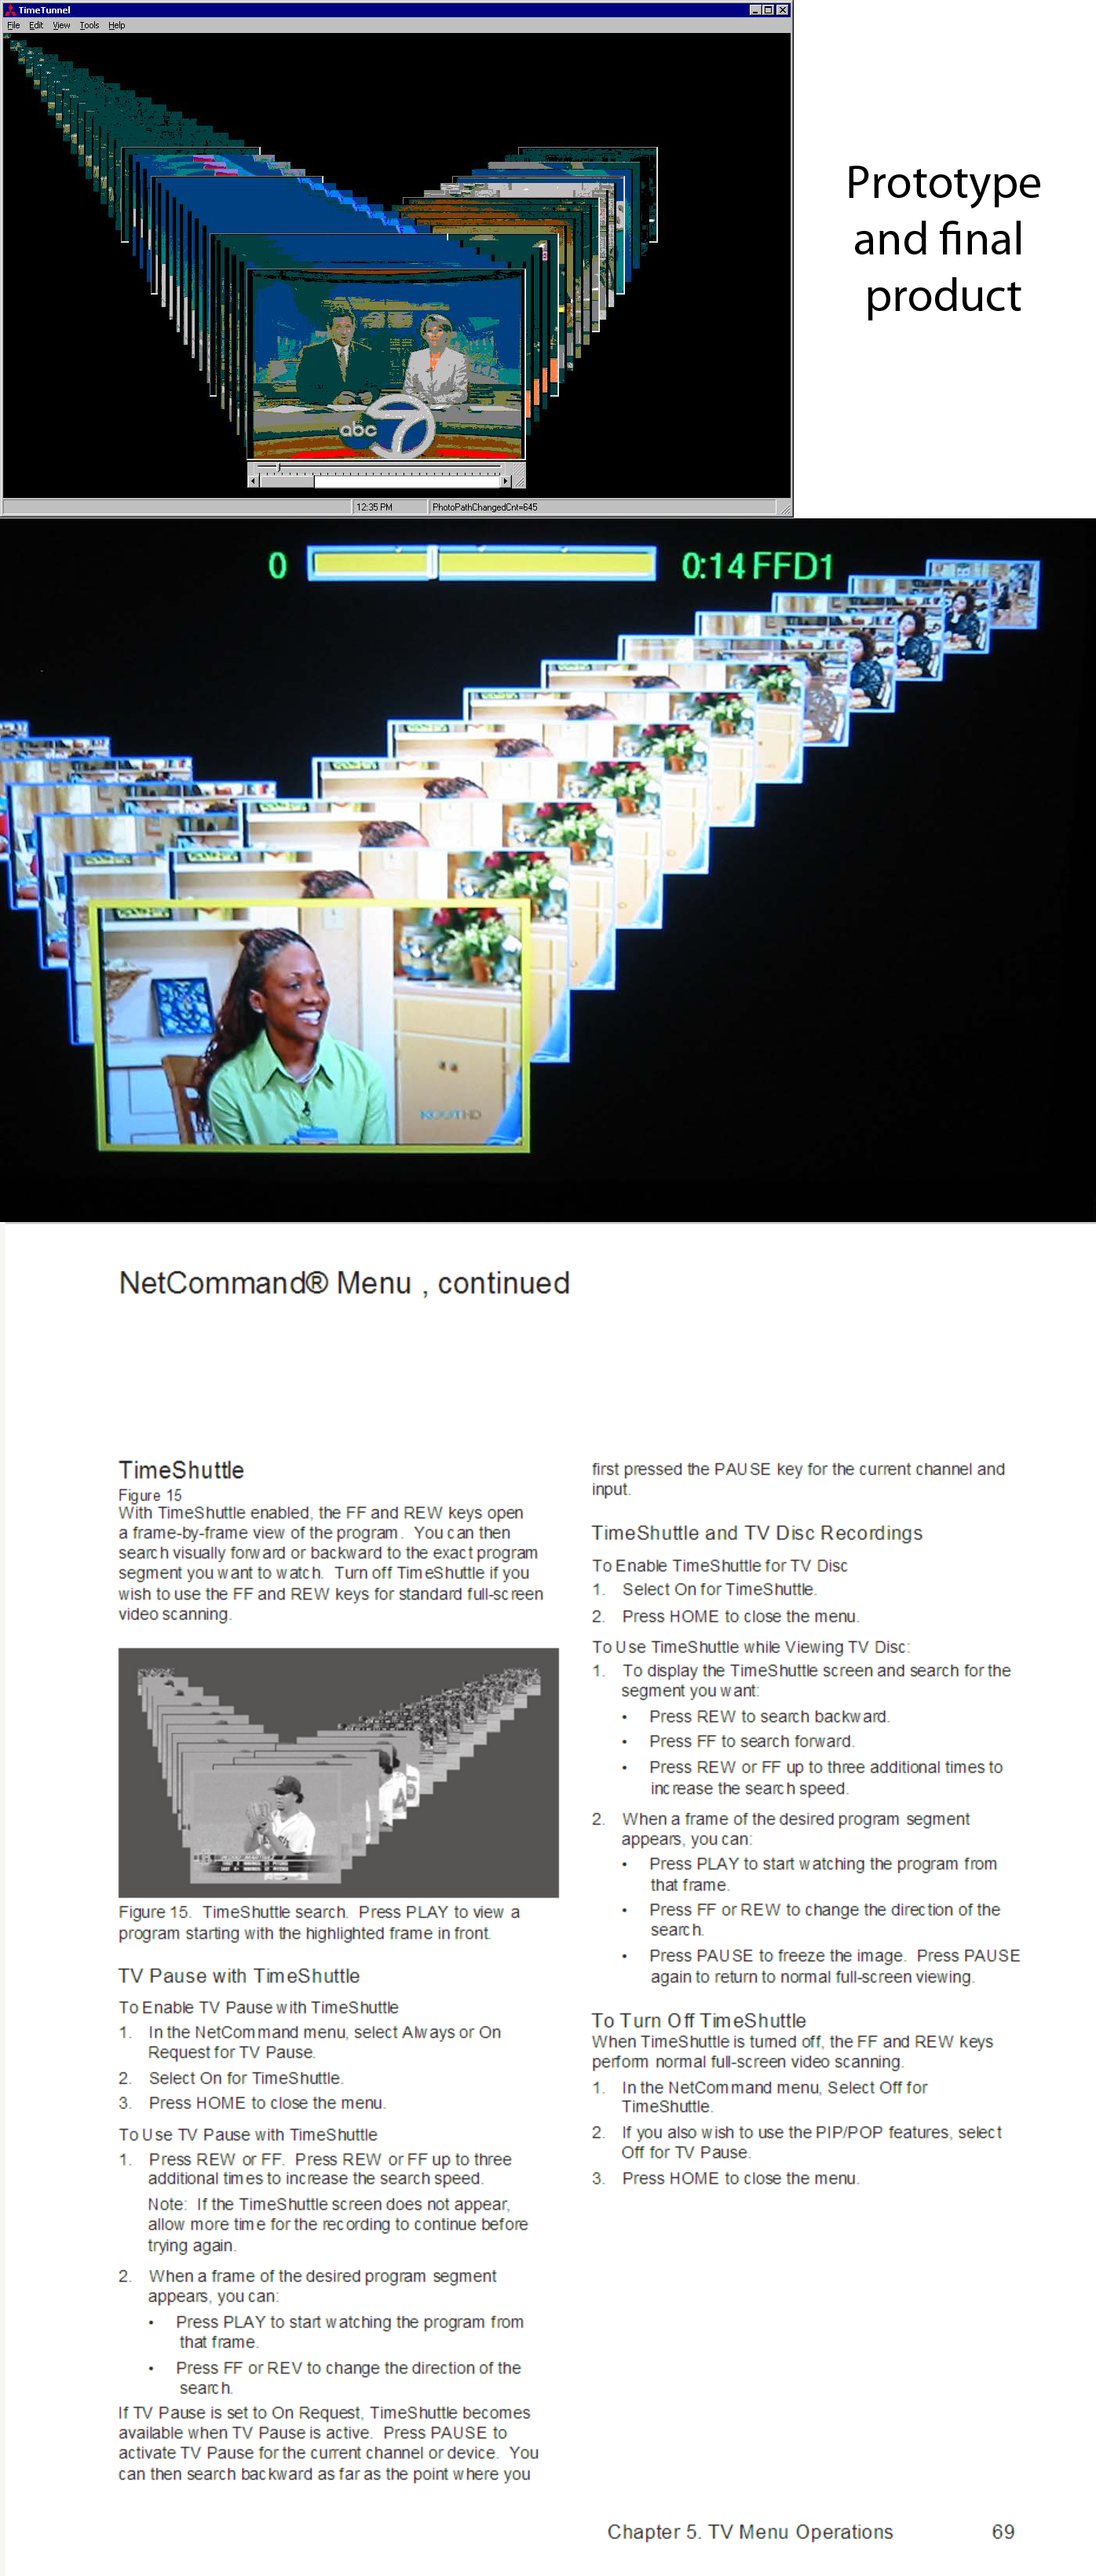 TimeTunnel
File Edit View Tools Help
abc 7
12:35 PM PhotoPathChangedCnt=645
Prototype
and final
product
0 0:14 FFD1
NetCommand® Menu , continued
TimeShuttle
Figure 15
With TimeShuttle enabled, the FF and REW keys open
a frame-by-frame view of the program. You can then
search visually forward or backward to the exact program
segment you want to watch. Turn off TimeShuttle if you
wish to use the FF and REW keys for standard full-screen
video scanning.
Figure 15. TimeShuttle search. Press PLAY to view a
program starting with the highlighted frame in front.
TV Pause with TimeShuttle
To Enable TV Pause with TimeShuttle
1. In the NetCommand menu, select Always or On
Request for TV Pause.
2. Select On for TimeShuttle.
3. Press HOME to close the menu.
To Use TV Pause with TimeShuttle
1. Press REW or FF. Press REW or FF up to three
additional times to increase the search speed.
Note: If the TimeShuttle screen does not appear,
allow more time for the recording to continue before
trying again.
2. When a frame of the desired program segment
appears, you can:
• Press PLAY to start watching the program from
that frame.
• Press FF or REV to change the direction of the
search.
If TV Pause is set to On Request, TimeShuttle becomes
available when TV Pause is active. Press PAUSE to
activate TV Pause for the current channel or device. You
can then search backward as far as the point where you
first pressed the PAUSE key for the current channel and
input.
TimeShuttle and TV Disc Recordings
To Enable TimeShuttle for TV Disc
1. Select On for TimeShuttle.
2. Press HOME to close the menu.
To Use TimeShuttle while Viewing TV Disc:
1. To display the TimeShuttle screen and search for the
segment you want:
• Press REW to search backward.
• Press FF to search forward.
• Press REW or FF up to three additional times to
increase the search speed.
2. When a frame of the desired program segment
appears, you can:
• Press PLAY to start watching the program from
that frame.
• Press FF or REW to change the direction of the
search.
• Press PAUSE to freeze the image. Press PAUSE
again to return to normal full-screen viewing.
To Turn Off TimeShuttle
When TimeShuttle is turned off, the FF and REW keys
perform normal full-screen video scanning.
1. In the NetCommand menu, Select Off for
TimeShuttle.
2. If you also wish to use the PIP/POP features, select
Off for TV Pause.
3. Press HOME to close the menu.
Chapter 5. TV Menu Operations 69